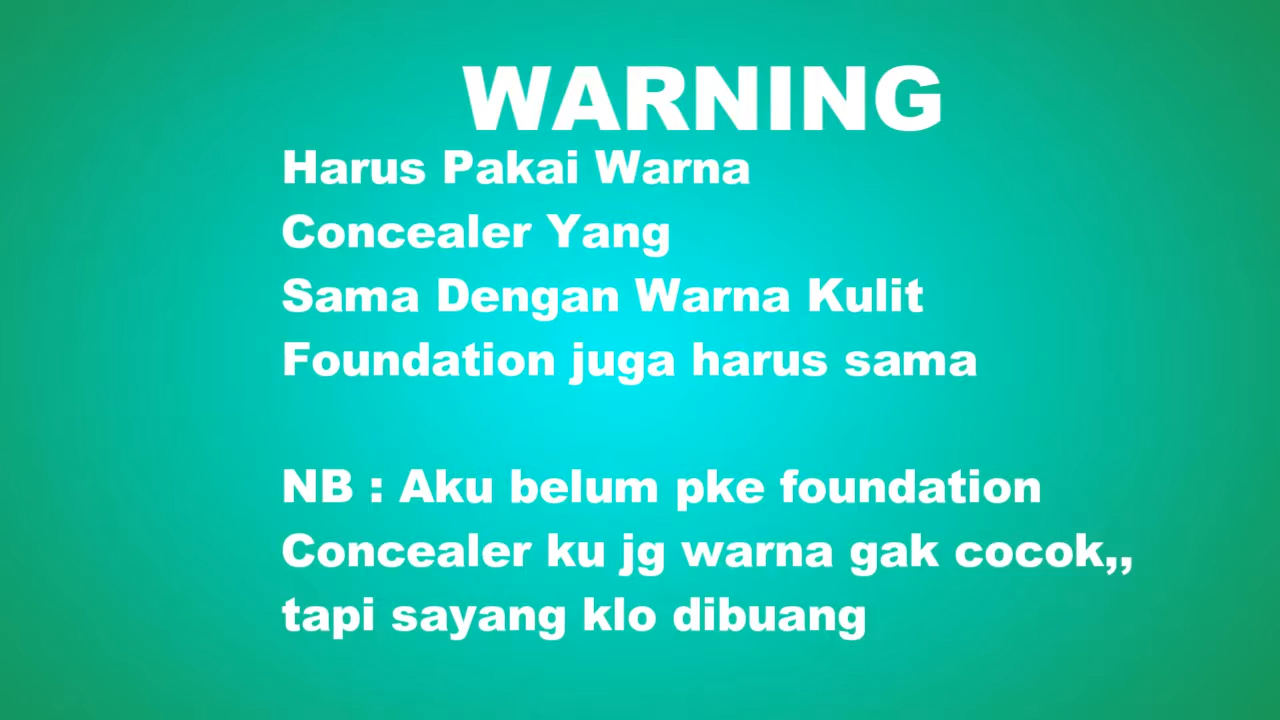 WARNING
Harus Pakai Warna
Concealer Yang
Sama Dengan Warna Kulit
Foundation juga harus sama
NB : Aku belum pke foundation
Concealer ku jg warna gak cocok,,
tapi sayang klo dibuang